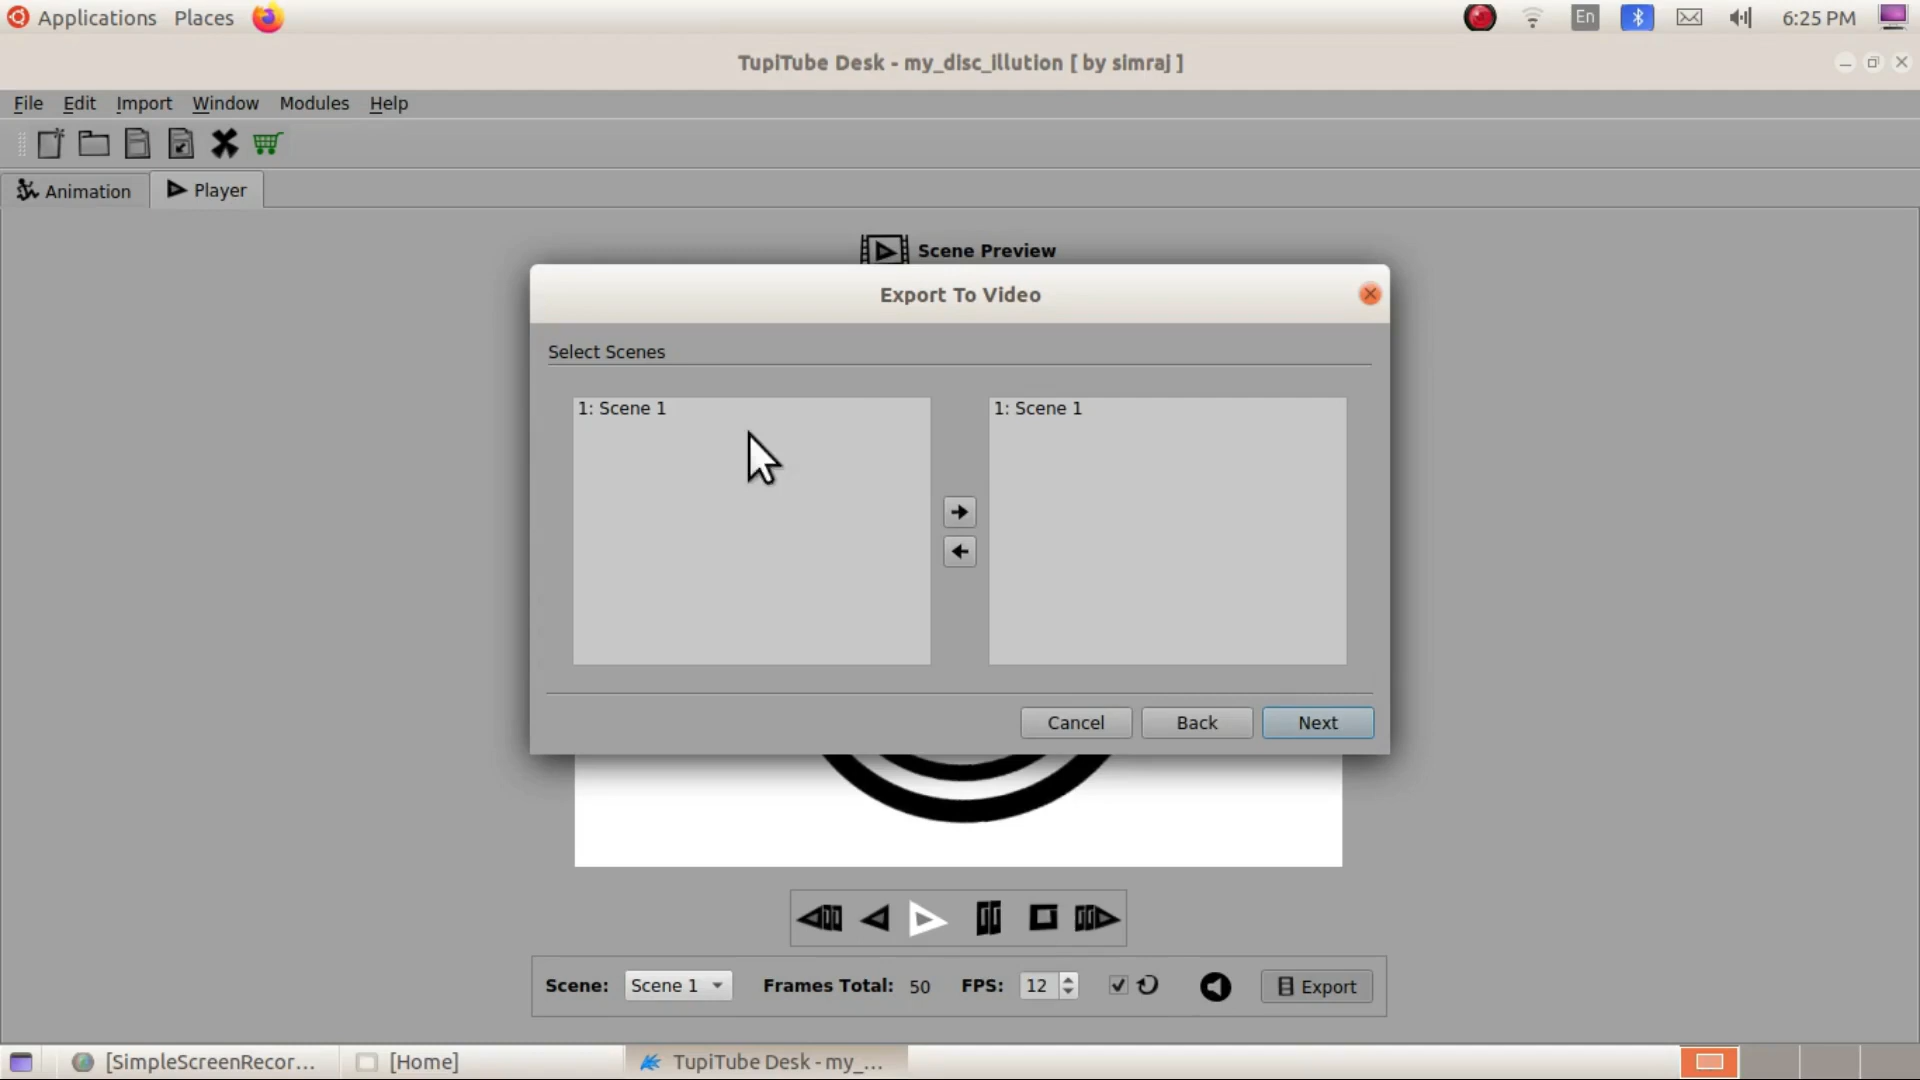 Applications Places En 6:25 PM
TupiTube Desk - my_disc_illution [ by simraj ]
File Edit Import Window Modules Help
Animation Player
Scene Preview
Export To Video
Select Scenes
1: Scene 1 1: Scene 1
Cancel Back Next
Scene: Scene 1 Frames Total: 50 FPS: 12 Export
[SimpleScreenRecor... [Home] TupiTube Desk - my_...